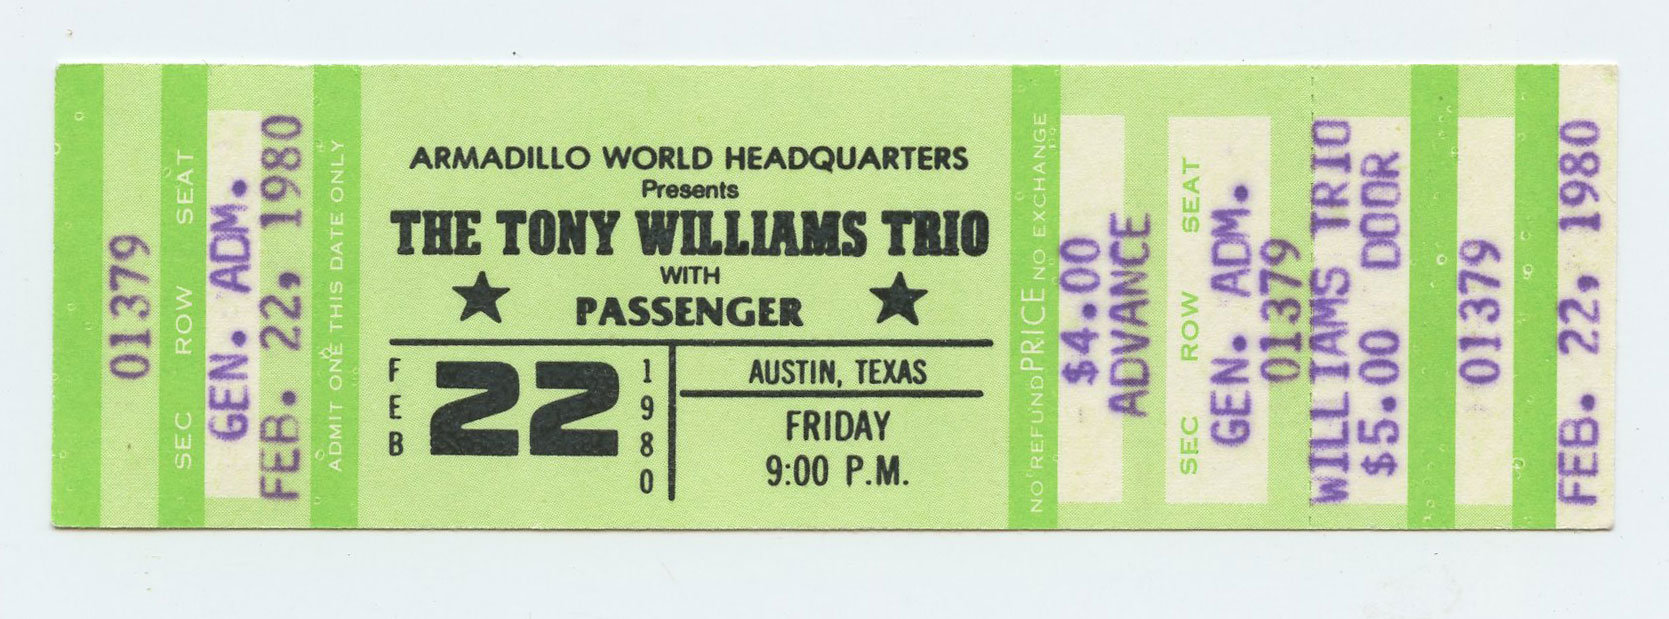 01379
SEC ROW SEAT
GEN. ADM.
FEB. 22, 1980
ADMIT ONE THIS DATE ONLY
ARMADILLO WORLD HEADQUARTERS
Presents
THE TONY WILLIAMS TRIO
WITH
PASSENGER
FEB
22
1980
AUSTIN, TEXAS
FRIDAY
9:00 P.M.
NO REFUND PRICE NO EXCHANGE
$4.00
ADVANCE
SEC ROW SEAT
GEN. ADM.
01379
WILLIAMS TRIO
$5.00 DOOR
01379
FEB. 22, 1980